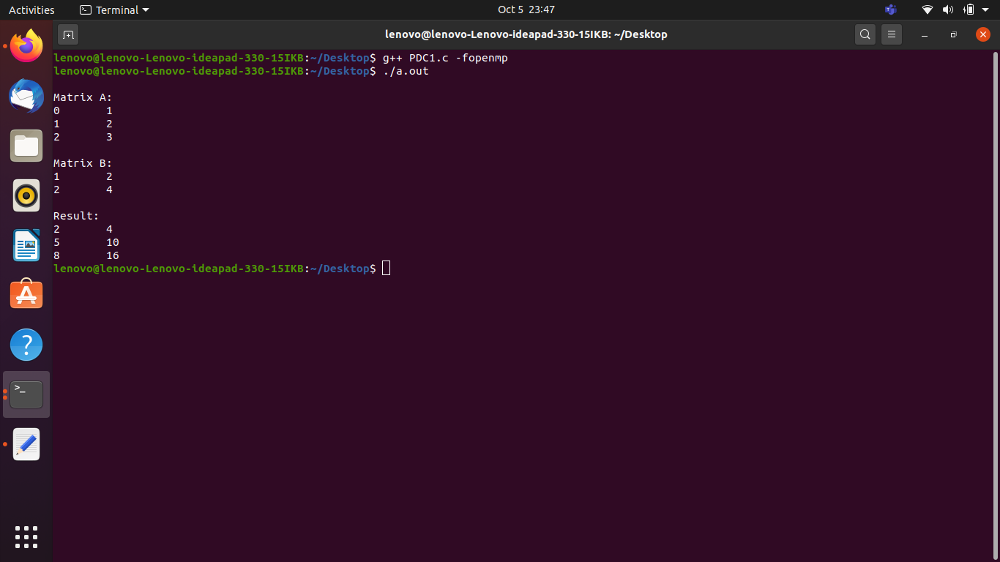 Activities Terminal Oct 5 23:47
lenovo@lenovo-Lenovo-ideapad-330-15IKB: ~/Desktop
lenovo@lenovo-Lenovo-ideapad-330-15IKB:~/Desktop$ g++ PDC1.c -fopenmp
lenovo@lenovo-Lenovo-ideapad-330-15IKB:~/Desktop$ ./a.out
Matrix A:
0 1
1 2
2 3
Matrix B:
1 2
2 4
Result:
2 4
5 10
8 16
lenovo@lenovo-Lenovo-ideapad-330-15IKB:~/Desktop$